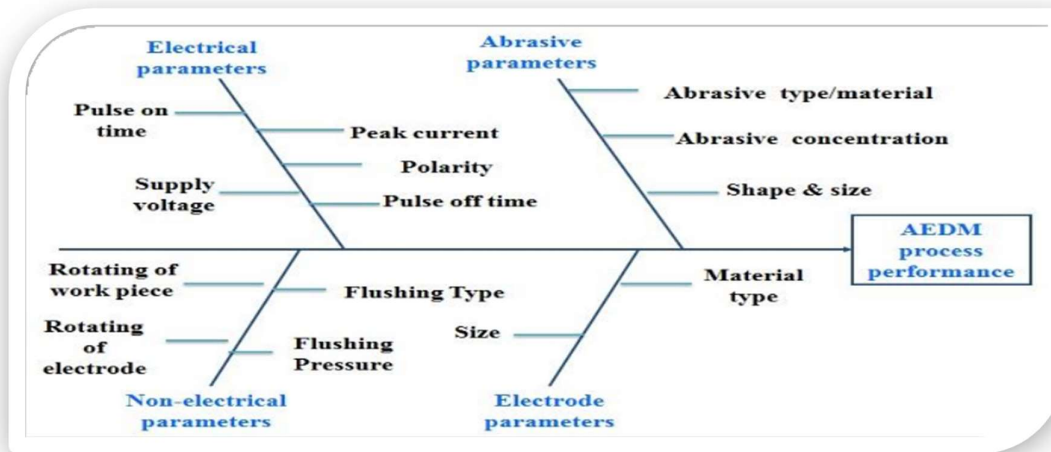 Electrical
parameters
Abrasive
parameters
Pulse on
time
Peak current
Polarity
Supply
voltage
Pulse off time
Abrasive type/material
Abrasive concentration
Shape & size
AEDM
process
performance
Rotating of
work piece
Flushing Type
Rotating
of
electrode
Flushing
Pressure
Material
type
Size
Non-electrical
parameters
Electrode
parameters